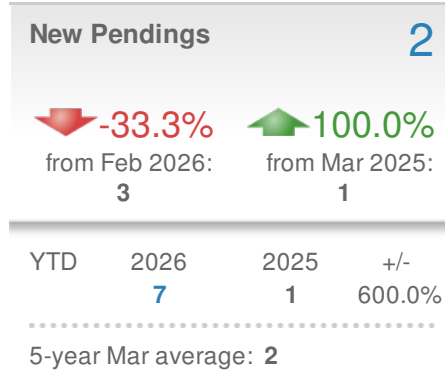 New Pendings 2
-33.3% 100.0%
from Feb 2026: from Mar 2025:
3 1
YTD 2026 2025 +/-
7 1 600.0%
5-year Mar average: 2